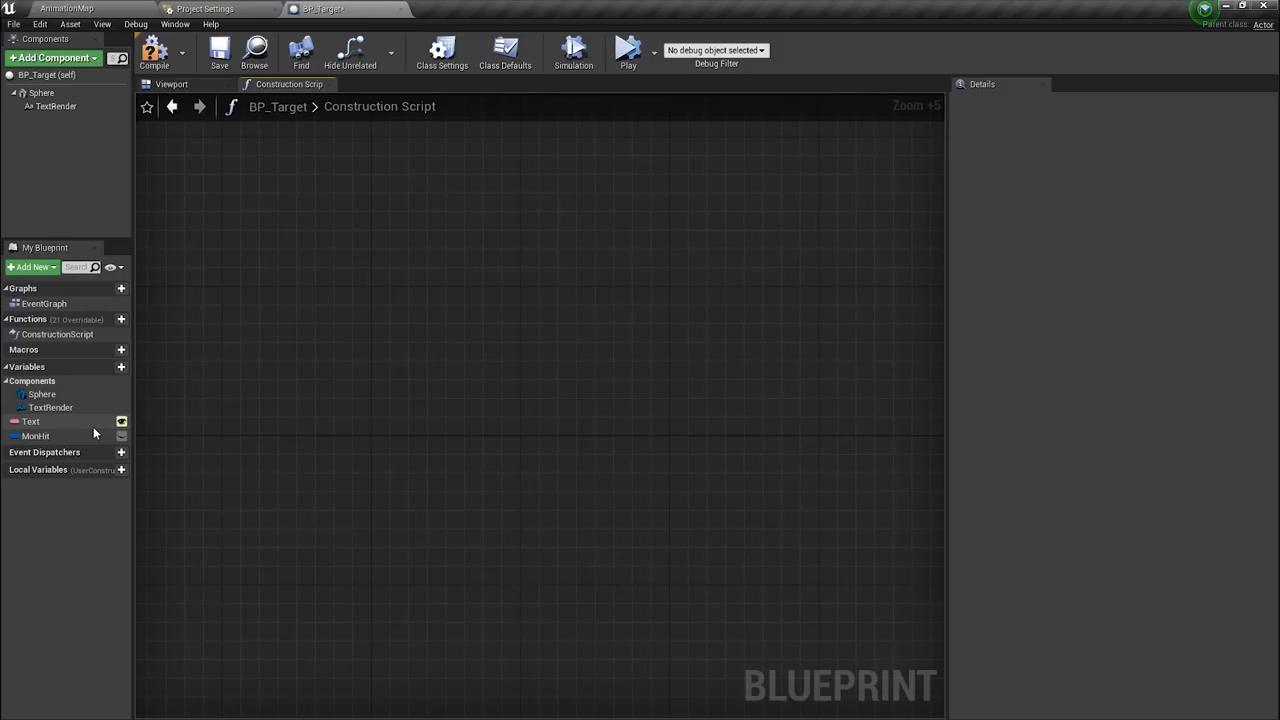 AnimationMap
Project Settings
BP_Target*
File Edit Asset View Debug Window Help
Parent class: Actor
Components
+Add Component
BP_Target (self)
Sphere
TextRender
Compile
Save
Browse
Find
Hide Unrelated
Class Settings
Class Defaults
Simulation
Play
No debug object selected
Debug Filter
Viewport
Construction Scrip
Details
BP_Target > Construction Script
Zoom +5
My Blueprint
+Add New
Searcl
Graphs
EventGraph
Functions (21 Overridable)
ConstructionScript
Macros
Variables
Components
Sphere
TextRender
Text
MonHit
Event Dispatchers
Local Variables (UserConstru
BLUEPRINT